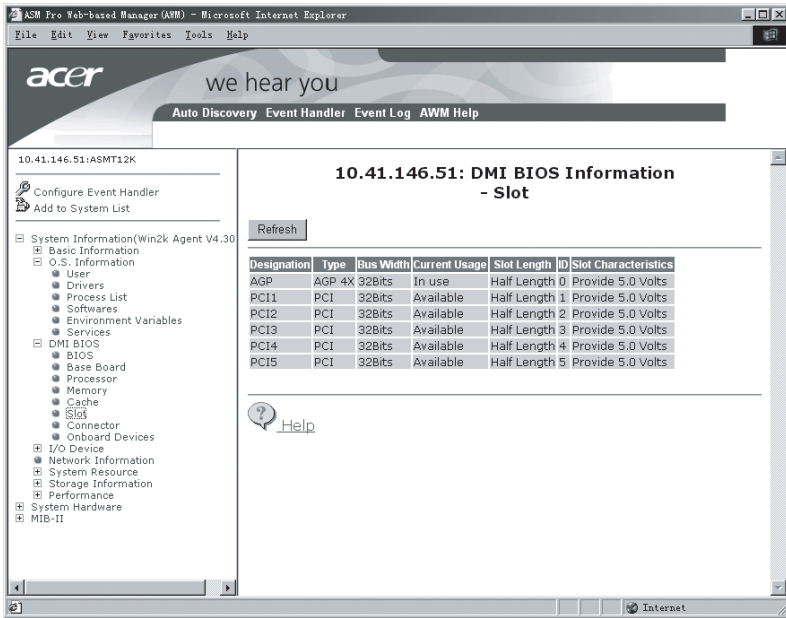 ASM Pro Web-based Manager(AWM) - Microsoft Internet Explorer
File Edit View Favorites Tools Help
acer we hear you
Auto Discovery Event Handler Event Log AWM Help
10.41.146.51:ASMT12K
Configure Event Handler
Add to System List
System Information(Win2k Agent V4.30
Basic Information
O.S. Information
User
Drivers
Process List
Softwares
Environment Variables
Services
DMI BIOS
BIOS
Base Board
Processor
Memory
Cache
Slot
Connector
Onboard Devices
I/O Device
Network Information
System Resource
Storage Information
Performance
System Hardware
MIB-II
10.41.146.51: DMI BIOS Information
- Slot
Refresh
Designation Type Bus Width Current Usage Slot Length ID Slot Characteristics
AGP AGP 4X 32Bits In use Half Length 0 Provide 5.0 Volts
PCI1 PCI 32Bits Available Half Length 1 Provide 5.0 Volts
PCI2 PCI 32Bits Available Half Length 2 Provide 5.0 Volts
PCI3 PCI 32Bits Available Half Length 3 Provide 5.0 Volts
PCI4 PCI 32Bits Available Half Length 4 Provide 5.0 Volts
PCI5 PCI 32Bits Available Half Length 5 Provide 5.0 Volts
? Help
Internet